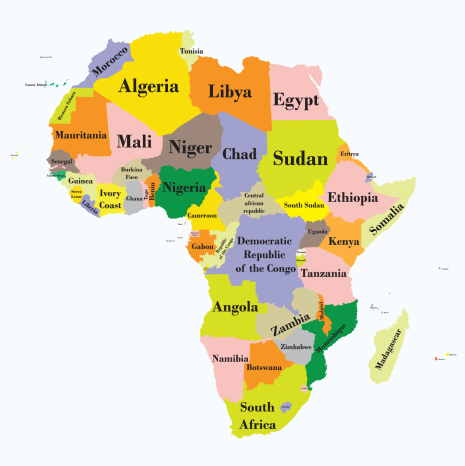 Tunisia
Morocco
Algeria
Libya
Egypt
Canary Islands
Western Sahara
Mauritania
Mali
Niger
Chad
Sudan
Eritrea
Senegal
Guinea
Burkina
Faso
Sierra
Leone
Liberia
Ivory
Coast
Ghana
Togo
Benin
Nigeria
Cameroon
Central
african
republic
South Sudan
Ethiopia
Somalia
Uganda
Kenya
Gabon
Republic
of the Congo
Democratic
Republic
of the Congo
Tanzania
Angola
Zambia
Malawi
Mozambique
Zimbabwe
Madagascar
Namibia
Botswana
South
Africa